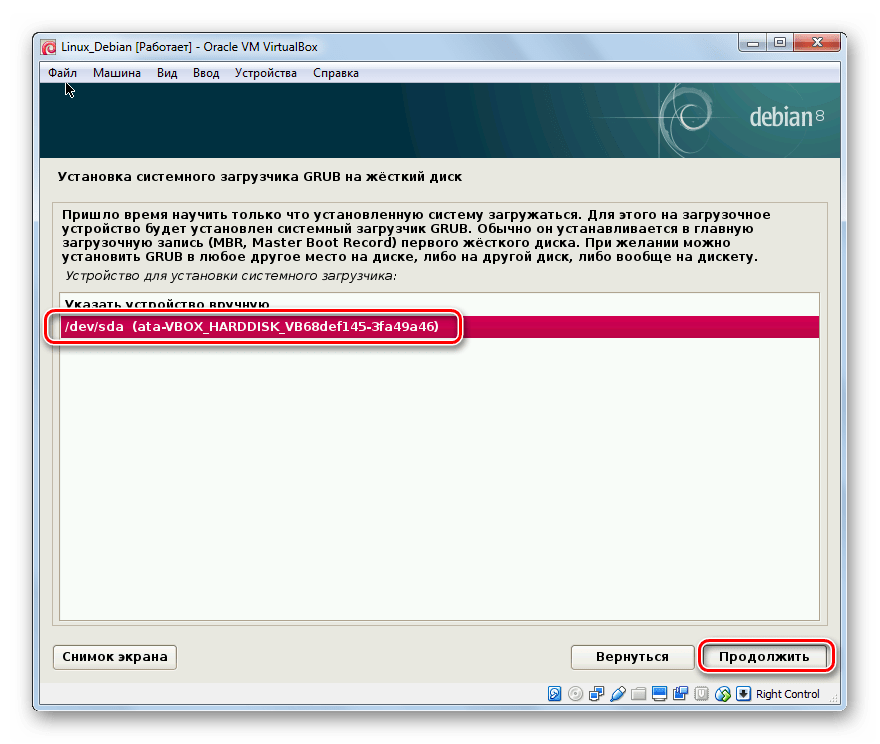 Linux_Debian [Работает] - Oracle VM VirtualBox
Файл Машина Вид Ввод Устройства Справка
debian 8
Установка системного загрузчика GRUB на жёсткий диск
Пришло время научить только что установленную систему загружаться. Для этого на загрузочное
устройство будет установлен системный загрузчик GRUB. Обычно он устанавливается в главную
загрузочную запись (MBR, Master Boot Record) первого жёсткого диска. При желании можно
установить GRUB в любое другое место на диске, либо на другой диск, либо вообще на дискету.
Устройство для установки системного загрузчика:
Указать устройство вручную
/dev/sda (ata-VBOX_HARDDISK_VB68def145-3fa49a46)
Снимок экрана Вернуться Продолжить
Right Control